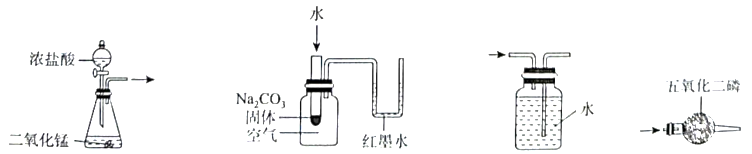 浓盐酸
二氧化锰
水
Na₂CO₃
固体
空气
红墨水
水
五氧化二磷